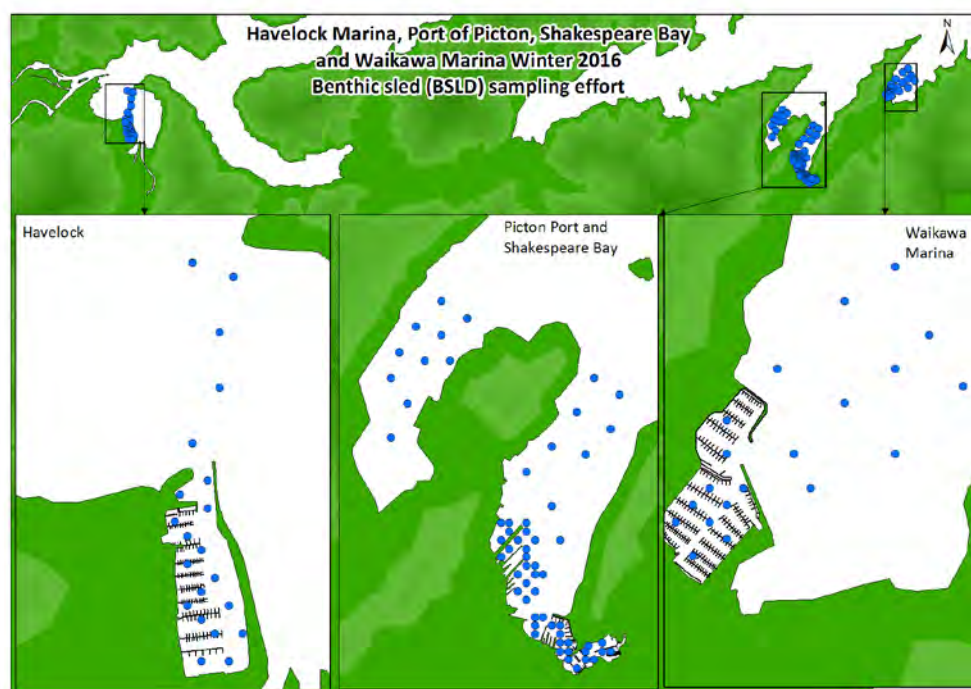 Havelock Marina, Port of Picton, Shakespeare Bay
and Waikawa Marina Winter 2016
Benthic sled (BSLD) sampling effort
N
Havelock
Picton Port and
Shakespeare Bay
Waikawa
Marina